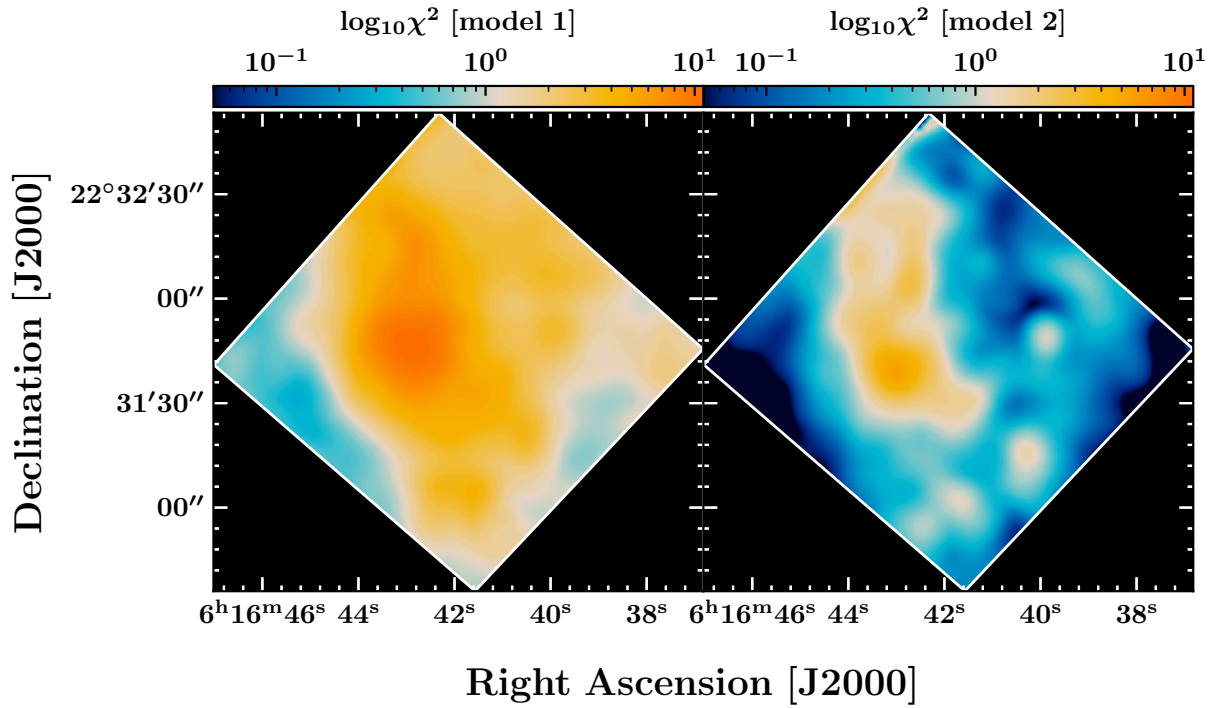 log₁₀χ² [model 1]
log₁₀χ² [model 2]
10⁻¹ 10⁰ 10¹
10⁻¹ 10⁰ 10¹
Declination [J2000]
22°32′30″
00″
31′30″
00″
6ʰ16ᵐ46ˢ 44ˢ 42ˢ 40ˢ 38ˢ
6ʰ16ᵐ46ˢ 44ˢ 42ˢ 40ˢ 38ˢ
Right Ascension [J2000]